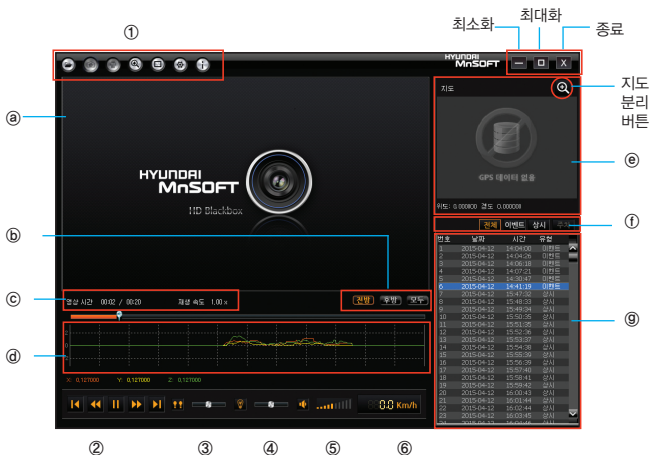 ①
최소화
최대화
종료
HYUNDAI
MnSOFT
X
지도
지도
분리
버튼
ⓐ
GPS 데이터 없음
ⓔ
HYUNDAI
MnSOFT
HD Blackbox
위도: 0.000000 경도: 0.000000
ⓑ
전체 이벤트 상시 주차
ⓕ
번호 날짜 시간 유형
1 2015-04-12 14:04:00 이벤트
2 2015-04-12 14:04:26 이벤트
3 2015-04-12 14:06:18 이벤트
4 2015-04-12 14:07:21 이벤트
5 2015-04-12 14:30:47 이벤트
6 2015-04-12 14:41:19 이벤트
7 2015-04-12 15:47:32 상시
8 2015-04-12 15:48:33 상시
9 2015-04-12 15:49:34 상시
10 2015-04-12 15:50:35 상시
11 2015-04-12 15:51:35 상시
12 2015-04-12 15:52:36 상시
13 2015-04-12 15:53:37 상시
14 2015-04-12 15:54:38 상시
15 2015-04-12 15:55:39 상시
16 2015-04-12 15:56:39 상시
17 2015-04-12 15:57:40 상시
18 2015-04-12 15:58:41 상시
19 2015-04-12 15:59:42 상시
20 2015-04-12 16:00:43 상시
21 2015-04-12 16:01:44 상시
22 2015-04-12 16:02:44 상시
23 2015-04-12 16:03:45 상시
ⓖ
ⓒ
영상 시간 00:02 / 00:20 재생 속도 1.00 x
전방 후방 모두
ⓓ
X: 0.127000 Y: 0.127000 Z: 0.127000
0.0 Km/h
② ③ ④ ⑤ ⑥